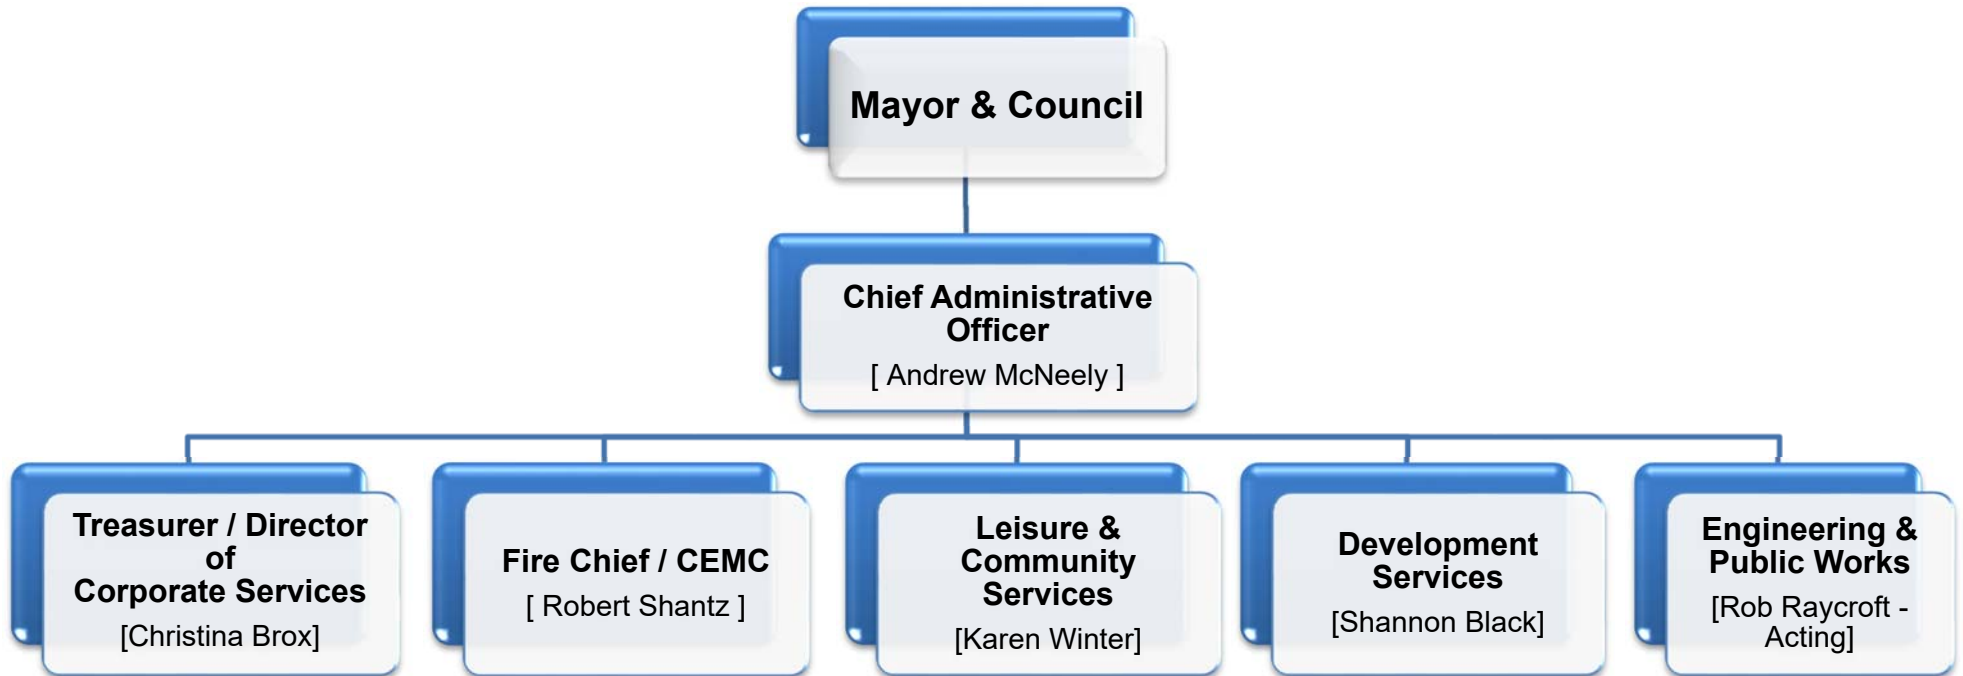 Mayor & Council
Chief Administrative
Officer
[ Andrew McNeely ]
Treasurer / Director
of
Corporate Services
[Christina Brox]
Fire Chief / CEMC
[ Robert Shantz ]
Leisure &
Community
Services
[Karen Winter]
Development
Services
[Shannon Black]
Engineering &
Public Works
[Rob Raycroft -
Acting]